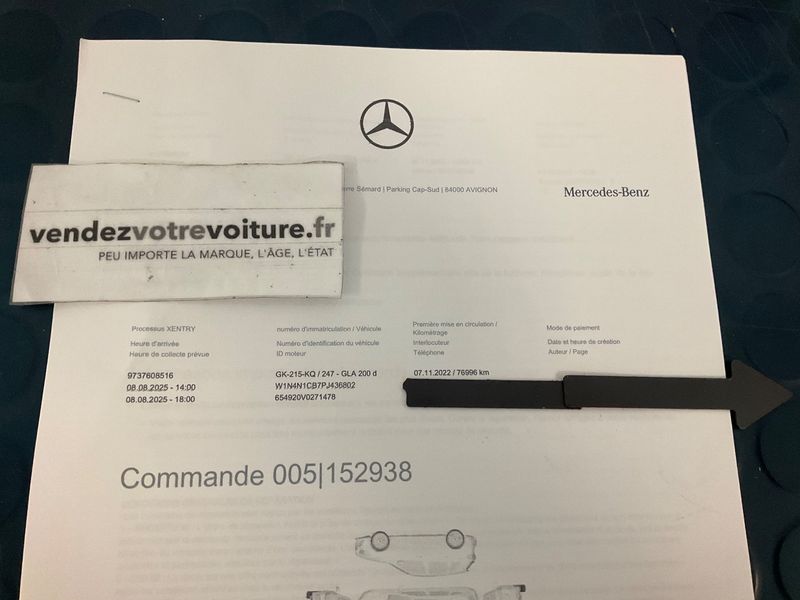 erre Sémard | Parking Cap-Sud | 84000 AVIGNON
Mercedes-Benz
vendezvotrevoiture.fr
PEU IMPORTE LA MARQUE, L'ÂGE, L'ÉTAT
Processus XENTRY
Heure d'arrivée
Heure de collecte prévue
numéro d'immatriculation / Véhicule
Numéro d'identification du véhicule
ID moteur
Première mise en circulation /
Kilométrage
Interlocuteur
Téléphone
Mode de paiement
Date et heure de création
Auteur / Page
9737608516
08.08.2025 - 14:00
08.08.2025 - 18:00
GK-215-KQ / 247 - GLA 200 d
W1N4N1CB7PJ436802
654920V0271478
07.11.2022 / 76996 km
Commande 005|152938